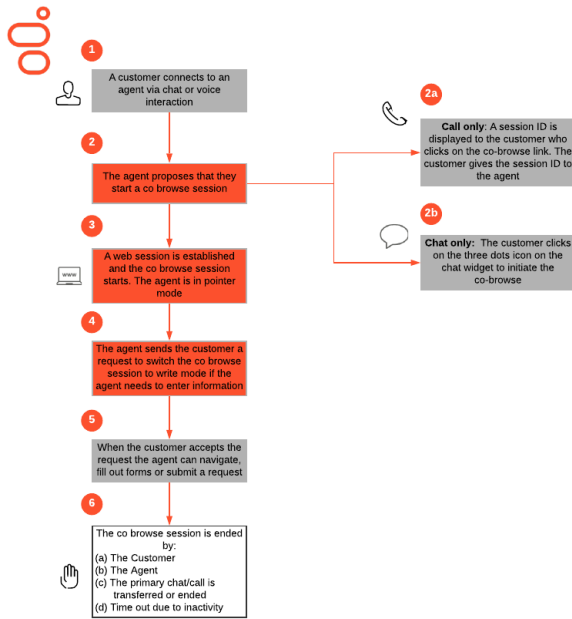 1
A customer connects to an
agent via chat or voice
interaction
2
The agent proposes that they
start a co browse session
2a
Call only: A session ID is
displayed to the customer who
clicks on the co-browse link. The
customer gives the session ID to
the agent
2b
Chat only: The customer clicks
on the three dots icon on the
chat widget to initiate the
co-browse
3
A web session is established
and the co browse session
starts. The agent is in pointer
mode
www
4
The agent sends the customer a
request to switch the co browse
session to write mode if the
agent needs to enter information
5
When the customer accepts the
request the agent can navigate,
fill out forms or submit a request
6
The co browse session is ended
by:
(a) The Customer
(b) The Agent
(c) The primary chat/call is
transferred or ended
(d) Time out due to inactivity